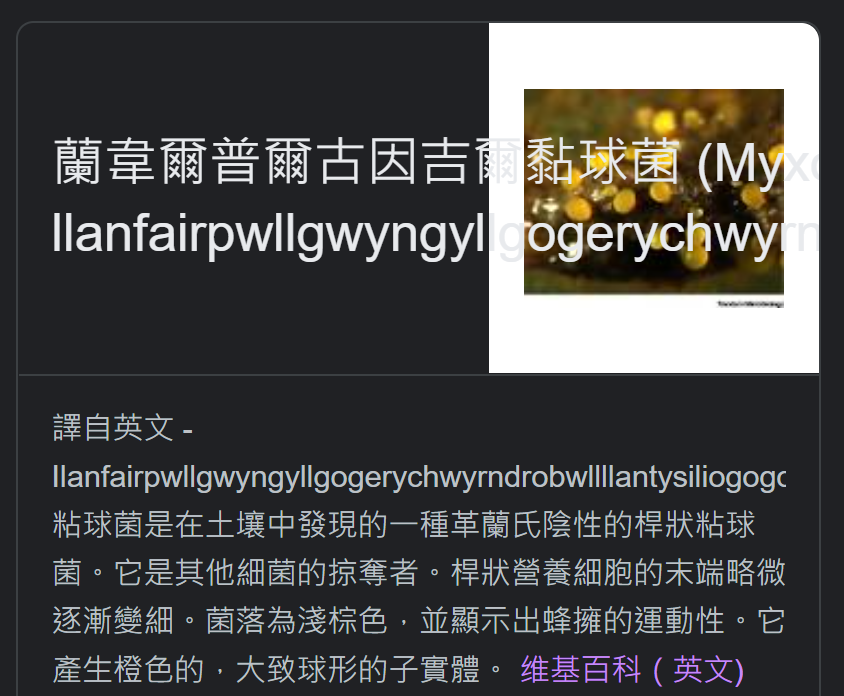 蘭韋爾普爾古因吉爾黏球菌 (Myxo
llanfairpwllgwyngyllgogerychwyrn
譯自英文 -
llanfairpwllgwyngyllgogerychwyrndrobwllllantysiliogogo
粘球菌是在土壤中發現的一種革蘭氏陰性的桿狀粘球
菌。它是其他細菌的掠奪者。桿狀營養細胞的末端略微
逐漸變細。菌落為淺棕色，並顯示出蜂擁的運動性。它
產生橙色的，大致球形的子實體。 维基百科 ( 英文)